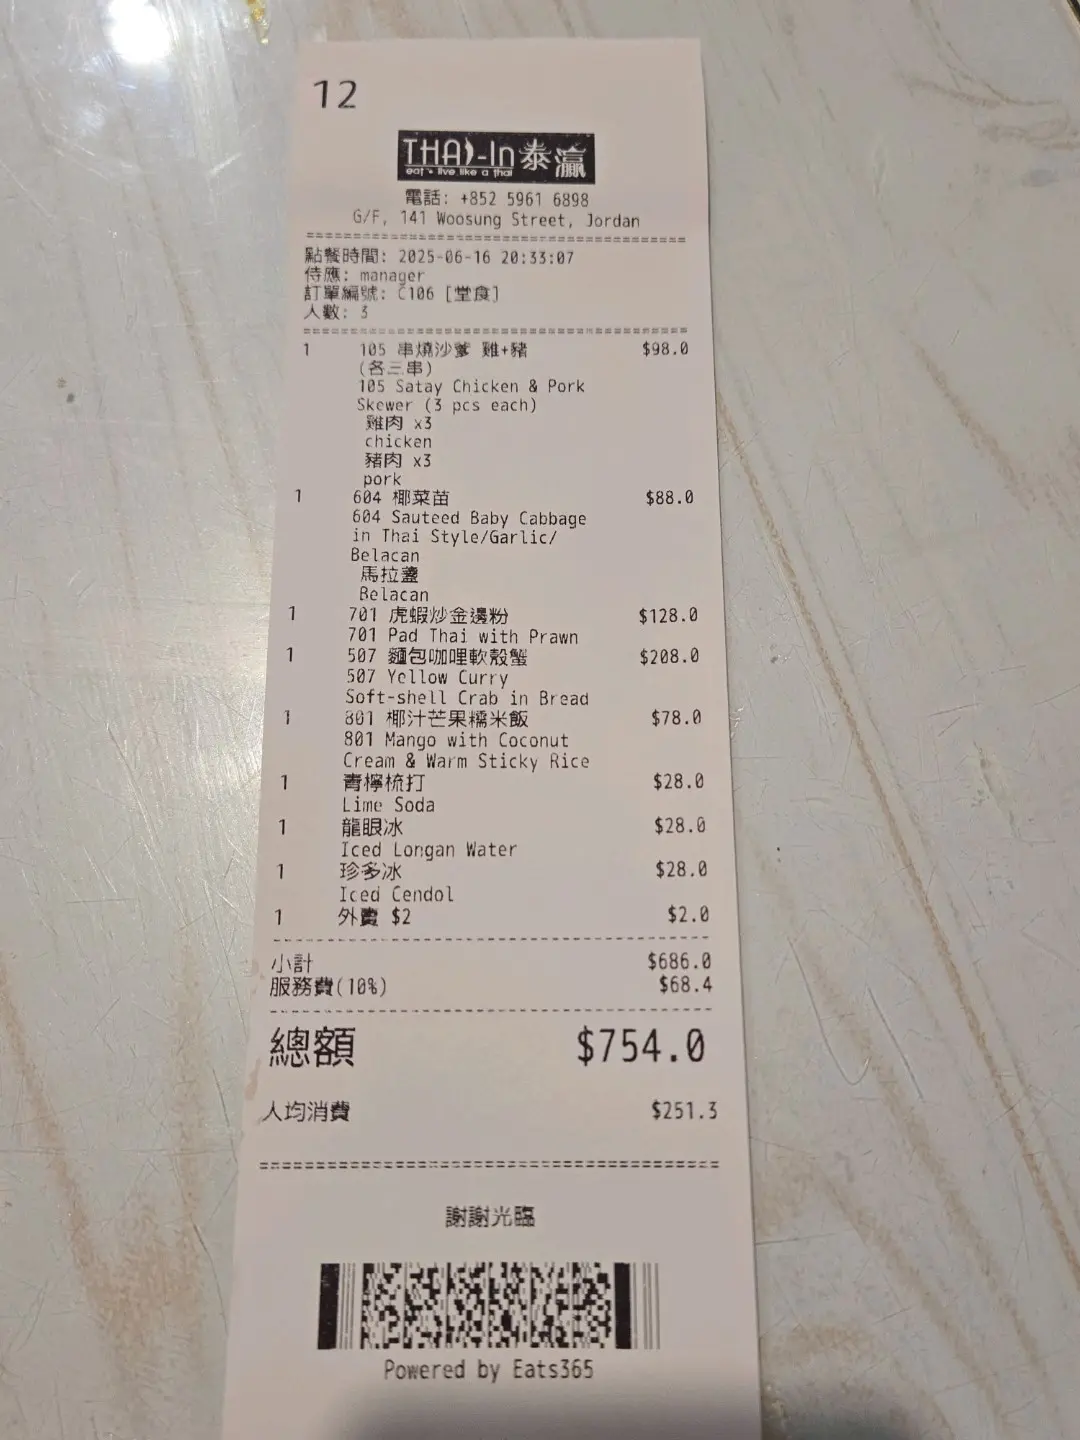 12
THAI-In 泰瀛
eat • live like a thai
電話: +852 5961 6898
G/F, 141 Woosung Street, Jordan
點餐時間: 2025-06-16 20:33:07
侍應: manager
訂單編號: C106 [堂食]
人數: 3
1 105 串燒沙爹 雞+豬 $98.0
(各三串)
105 Satay Chicken & Pork
Skewer (3 pcs each)
雞肉 x3
chicken
豬肉 x3
pork
1 604 椰菜苗 $88.0
604 Sauteed Baby Cabbage
in Thai Style/Garlic/
Belacan
馬拉盞
Belacan
1 701 虎蝦炒金邊粉 $128.0
701 Pad Thai with Prawn
1 507 麵包咖喱軟殼蟹 $208.0
507 Yellow Curry
Soft-shell Crab in Bread
1 801 椰汁芒果糯米飯 $78.0
801 Mango with Coconut
Cream & Warm Sticky Rice
1 青檸梳打 $28.0
Lime Soda
1 龍眼冰 $28.0
Iced Longan Water
1 珍多冰 $28.0
Iced Cendol
1 外賣 $2 $2.0
小計 $686.0
服務費(10%) $68.4
總額 $754.0
人均消費 $251.3
謝謝光臨
Powered by Eats365